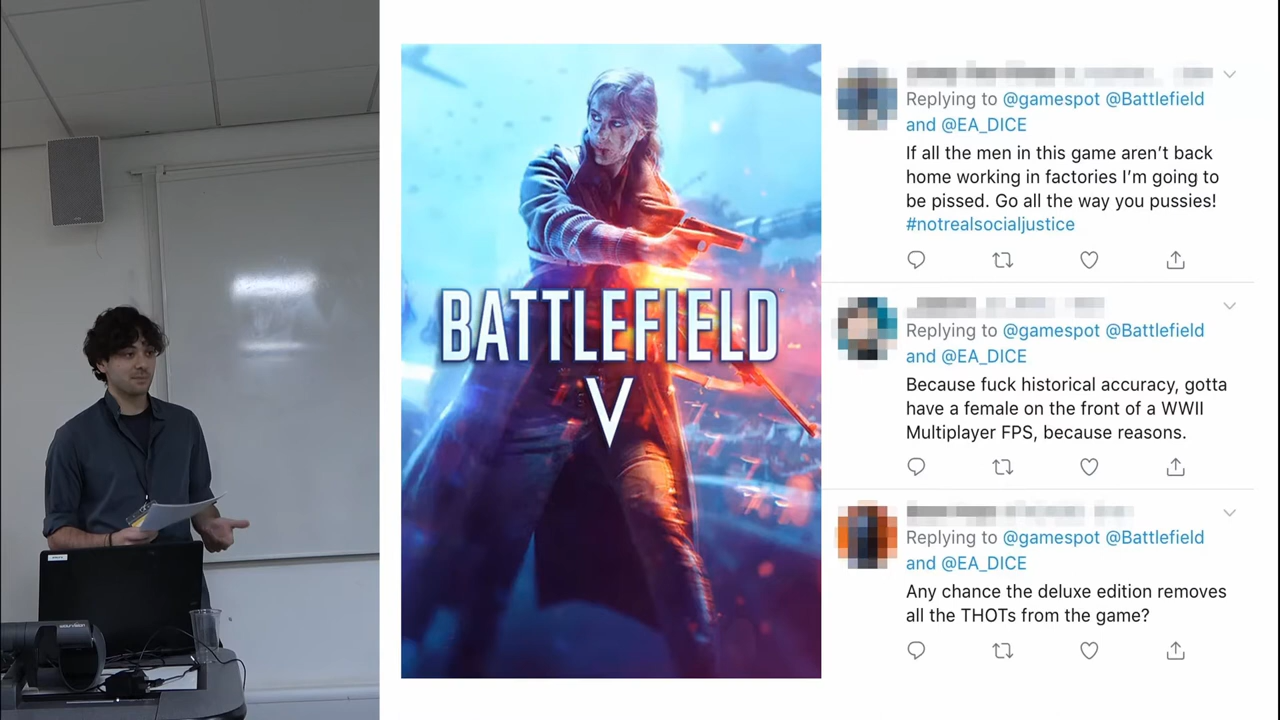 BATTLEFIELD
V
Replying to @gamespot @Battlefield
and @EA_DICE
If all the men in this game aren’t back
home working in factories I’m going to
be pissed. Go all the way you pussies!
#notrealsocialjustice
Replying to @gamespot @Battlefield
and @EA_DICE
Because fuck historical accuracy, gotta
have a female on the front of a WWII
Multiplayer FPS, because reasons.
Replying to @gamespot @Battlefield
and @EA_DICE
Any chance the deluxe edition removes
all the THOTs from the game?